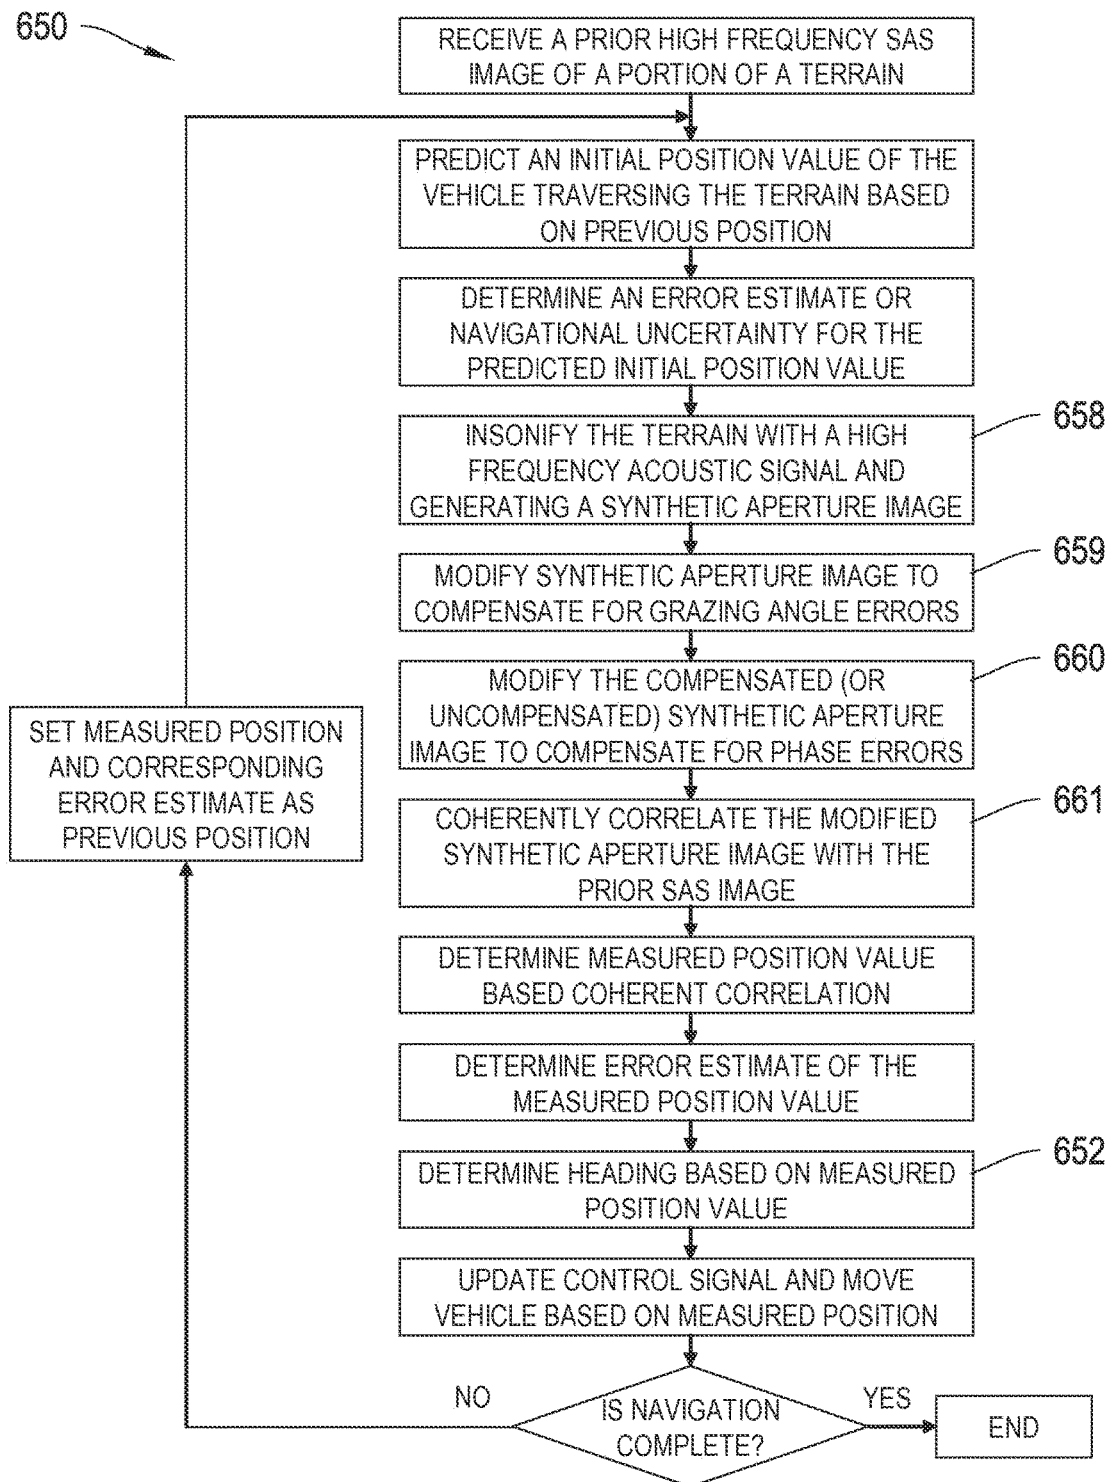 650
RECEIVE A PRIOR HIGH FREQUENCY SAS
IMAGE OF A PORTION OF A TERRAIN
PREDICT AN INITIAL POSITION VALUE OF THE
VEHICLE TRAVERSING THE TERRAIN BASED
ON PREVIOUS POSITION
DETERMINE AN ERROR ESTIMATE OR
NAVIGATIONAL UNCERTAINTY FOR THE
PREDICTED INITIAL POSITION VALUE
658
INSONIFY THE TERRAIN WITH A HIGH
FREQUENCY ACOUSTIC SIGNAL AND
GENERATING A SYNTHETIC APERTURE IMAGE
659
MODIFY SYNTHETIC APERTURE IMAGE TO
COMPENSATE FOR GRAZING ANGLE ERRORS
660
MODIFY THE COMPENSATED (OR
UNCOMPENSATED) SYNTHETIC APERTURE
IMAGE TO COMPENSATE FOR PHASE ERRORS
661
COHERENTLY CORRELATE THE MODIFIED
SYNTHETIC APERTURE IMAGE WITH THE
PRIOR SAS IMAGE
DETERMINE MEASURED POSITION VALUE
BASED COHERENT CORRELATION
DETERMINE ERROR ESTIMATE OF THE
MEASURED POSITION VALUE
652
DETERMINE HEADING BASED ON MEASURED
POSITION VALUE
UPDATE CONTROL SIGNAL AND MOVE
VEHICLE BASED ON MEASURED POSITION
IS NAVIGATION
COMPLETE?
YES
END
NO
SET MEASURED POSITION
AND CORRESPONDING
ERROR ESTIMATE AS
PREVIOUS POSITION